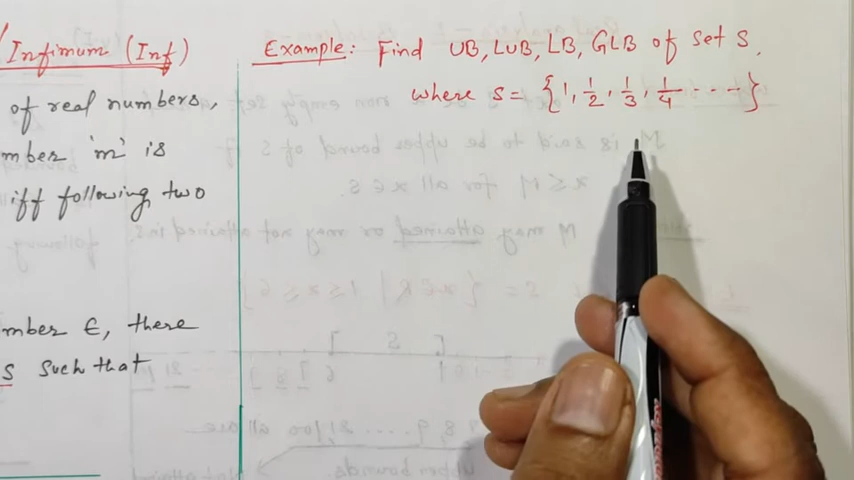 /Infimum (Inf)
of real numbers,
mber 'm' is
iff following two
mber ε, there
s such that
Example: Find UB, LUB, LB, GLB of set S.
where s = {1, 1/2, 1/3, 1/4 ----}